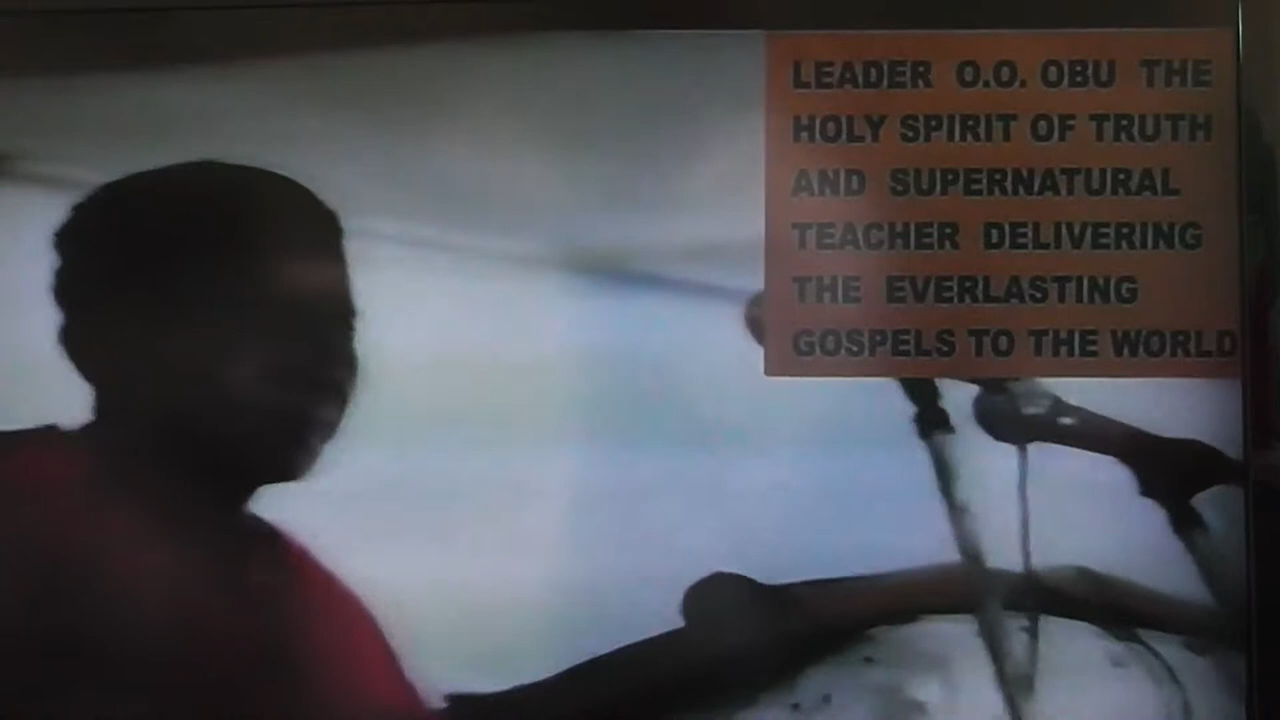 LEADER O.O. OBU THE
HOLY SPIRIT OF TRUTH
AND SUPERNATURAL
TEACHER DELIVERING
THE EVERLASTING
GOSPELS TO THE WORLD